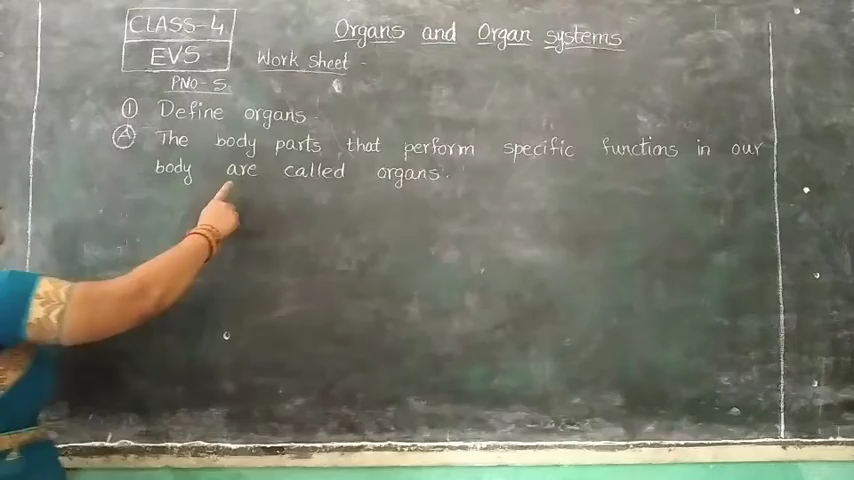 CLASS-4
Organs and Organ systems
EVS
Work sheet -
PNO-5
① Define organs
Ⓐ The body parts that perform specific functions in our
body are called organs.